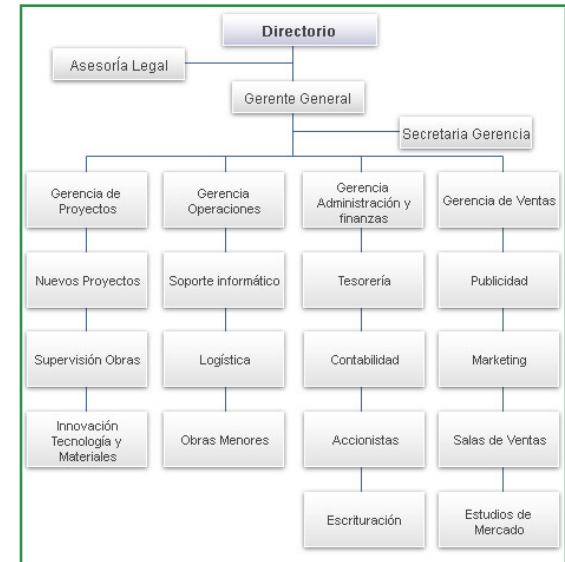 Directorio
Asesoría Legal
Gerente General
Secretaria Gerencia
Gerencia de
Proyectos
Gerencia
Operaciones
Gerencia
Administración y
finanzas
Gerencia de Ventas
Nuevos Proyectos
Soporte informático
Tesorería
Publicidad
Supervisión Obras
Logística
Contabilidad
Marketing
Innovación
Tecnología y
Materiales
Obras Menores
Accionistas
Salas de Ventas
Escrituración
Estudios de
Mercado